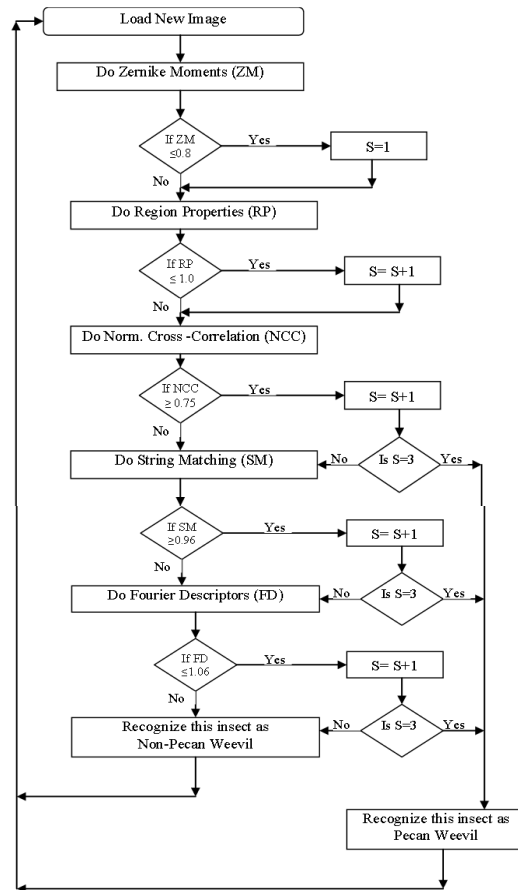 Load New Image
Do Zernike Moments (ZM)
If ZM
≤0.8
Yes
S=1
No
Do Region Properties (RP)
If RP
≤ 1.0
Yes
S= S+1
No
Do Norm. Cross -Correlation (NCC)
If NCC
≥ 0.75
Yes
S= S+1
No
Do String Matching (SM)
No
Is S=3
Yes
If SM
≥0.96
Yes
S= S+1
No
Do Fourier Descriptors (FD)
No
Is S=3
Yes
If FD
≤1.06
Yes
S= S+1
No
Recognize this insect as
Non-Pecan Weevil
No
Is S=3
Yes
Recognize this insect as
Pecan Weevil